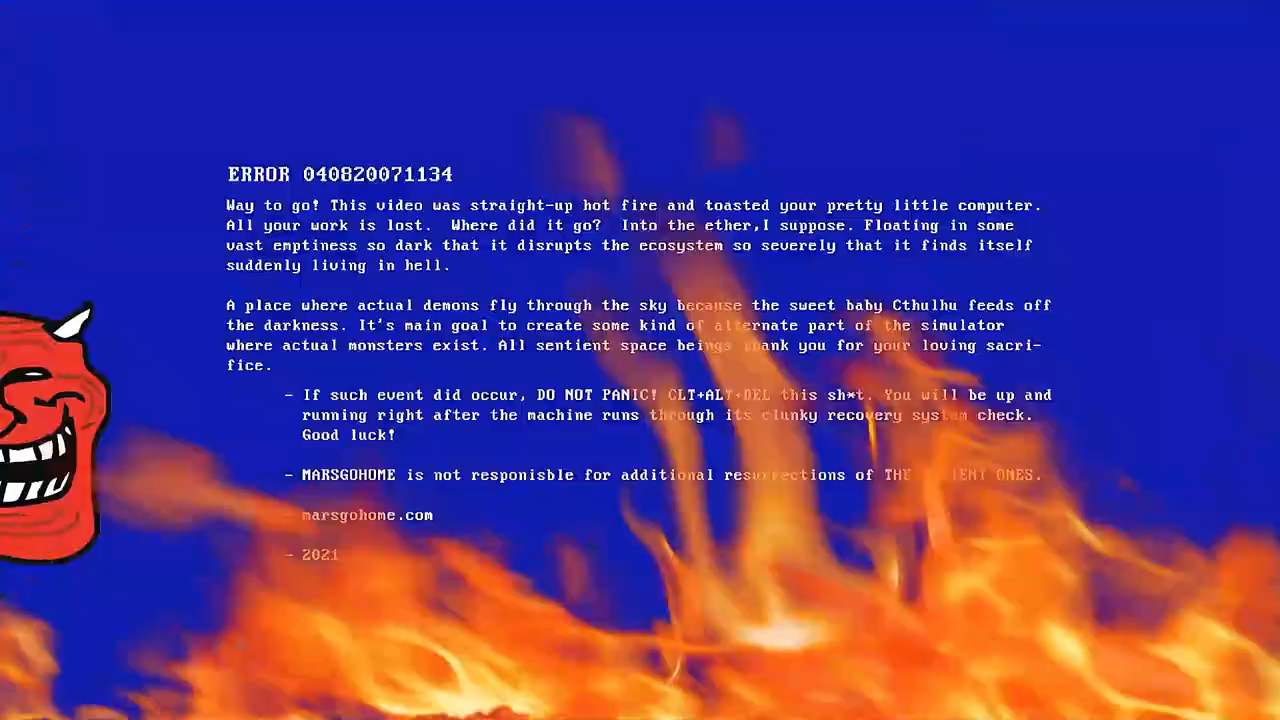 ERROR 040820071134
Way to go! This video was straight-up hot fire and toasted your pretty little computer.
All your work is lost.  Where did it go?  Into the ether,I suppose. Floating in some
vast emptiness so dark that it disrupts the ecosystem so severely that it finds itself
suddenly living in hell.
A place where actual demons fly through the sky because the sweet baby Cthulhu feeds off
the darkness. It's main goal to create some kind of alternate part of the simulator
where actual monsters exist. All sentient space beings thank you for your loving sacri-
fice.
- If such event did occur, DO NOT PANIC! CLT+ALT+DEL this sh*t. You will be up and
running right after the machine runs through its clunky recovery system check.
Good luck!
- MARSGOHOME is not responisble for additional resurrections of THE ONES.
- marsgohome.com
- 2021